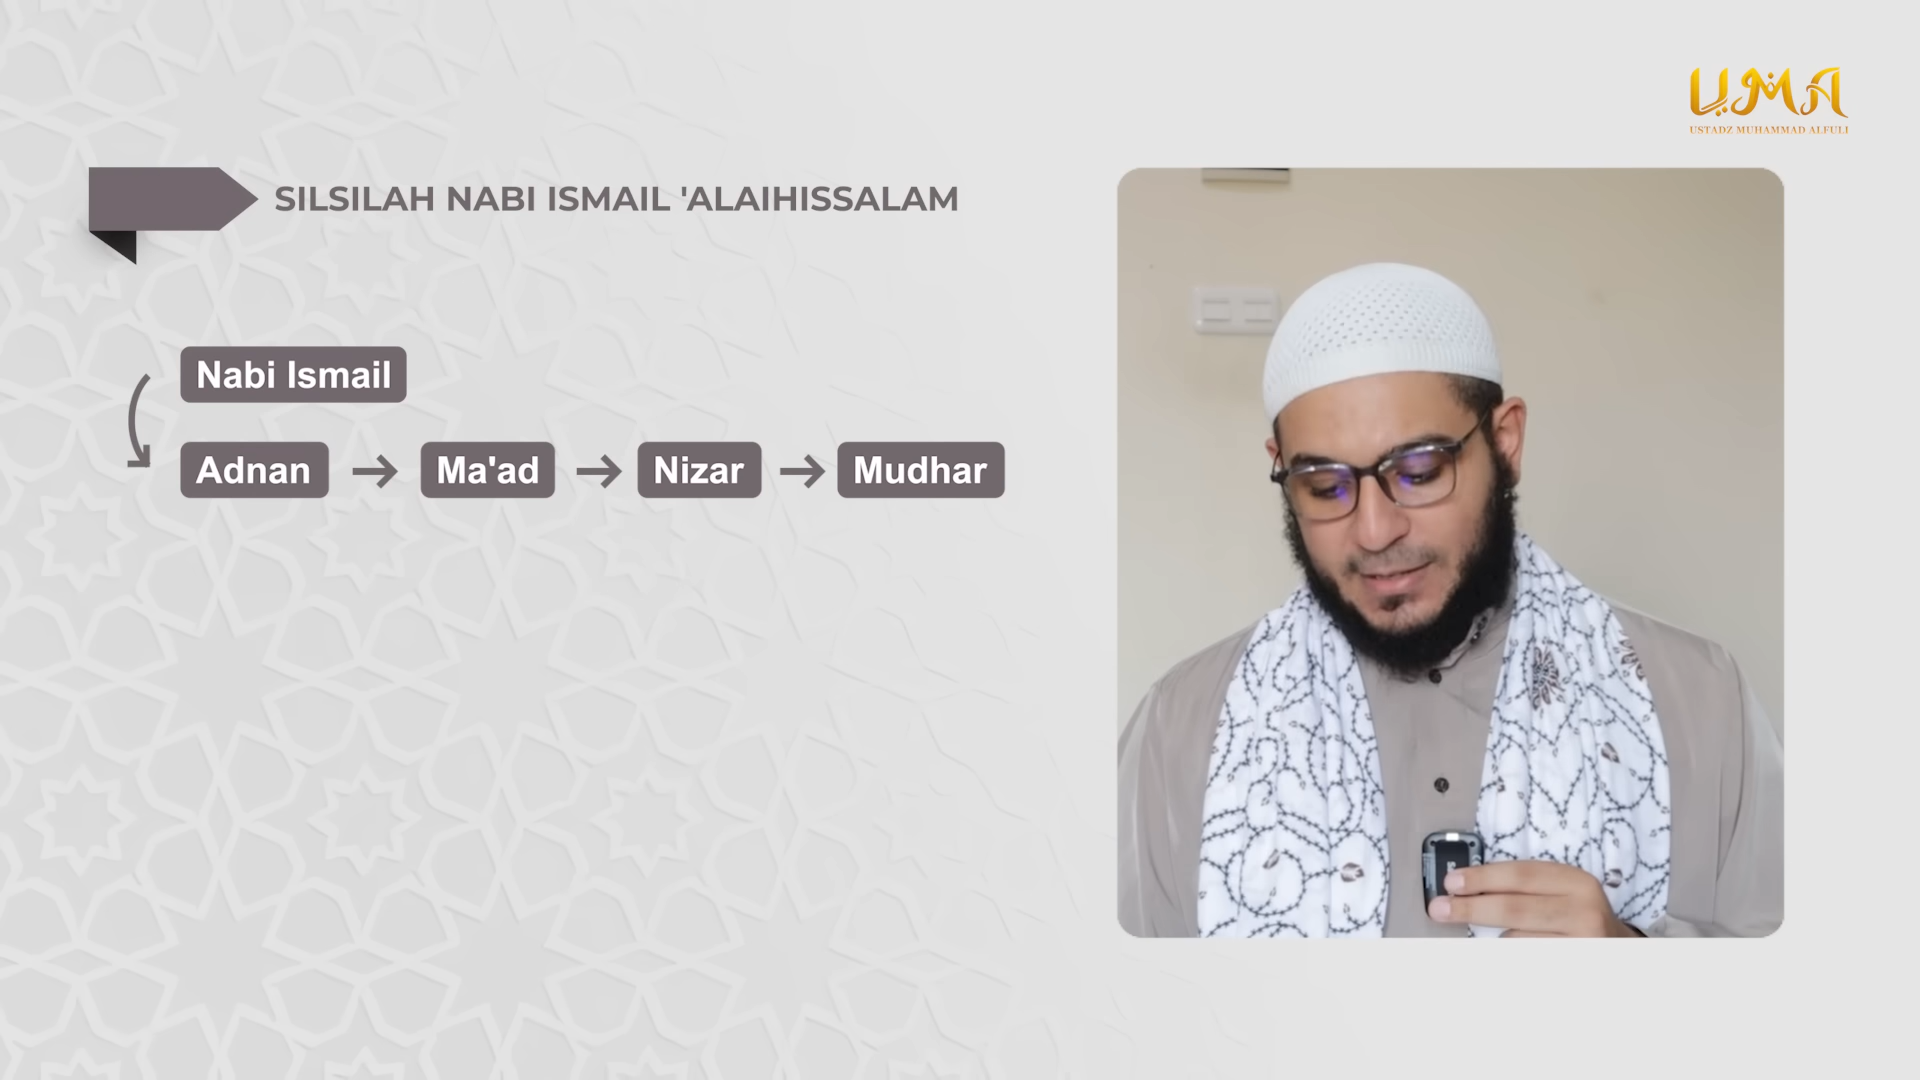 UMA
USTADZ MUHAMMAD ALFULI
SILSILAH NABI ISMAIL 'ALAIHISSALAM
Nabi Ismail
Adnan → Ma'ad → Nizar → Mudhar